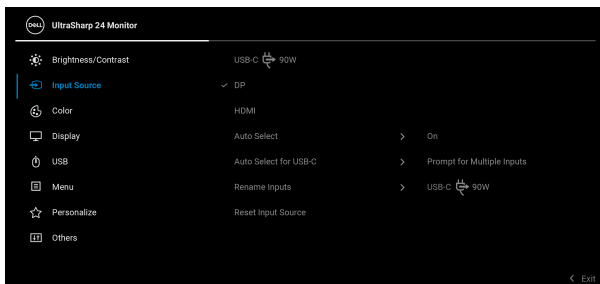 DELL UltraSharp 24 Monitor
Brightness/Contrast USB-C 90W
Input Source DP
Color HDMI
Display Auto Select On
USB Auto Select for USB-C Prompt for Multiple Inputs
Menu Rename Inputs USB-C 90W
Personalize Reset Input Source
Others
Exit